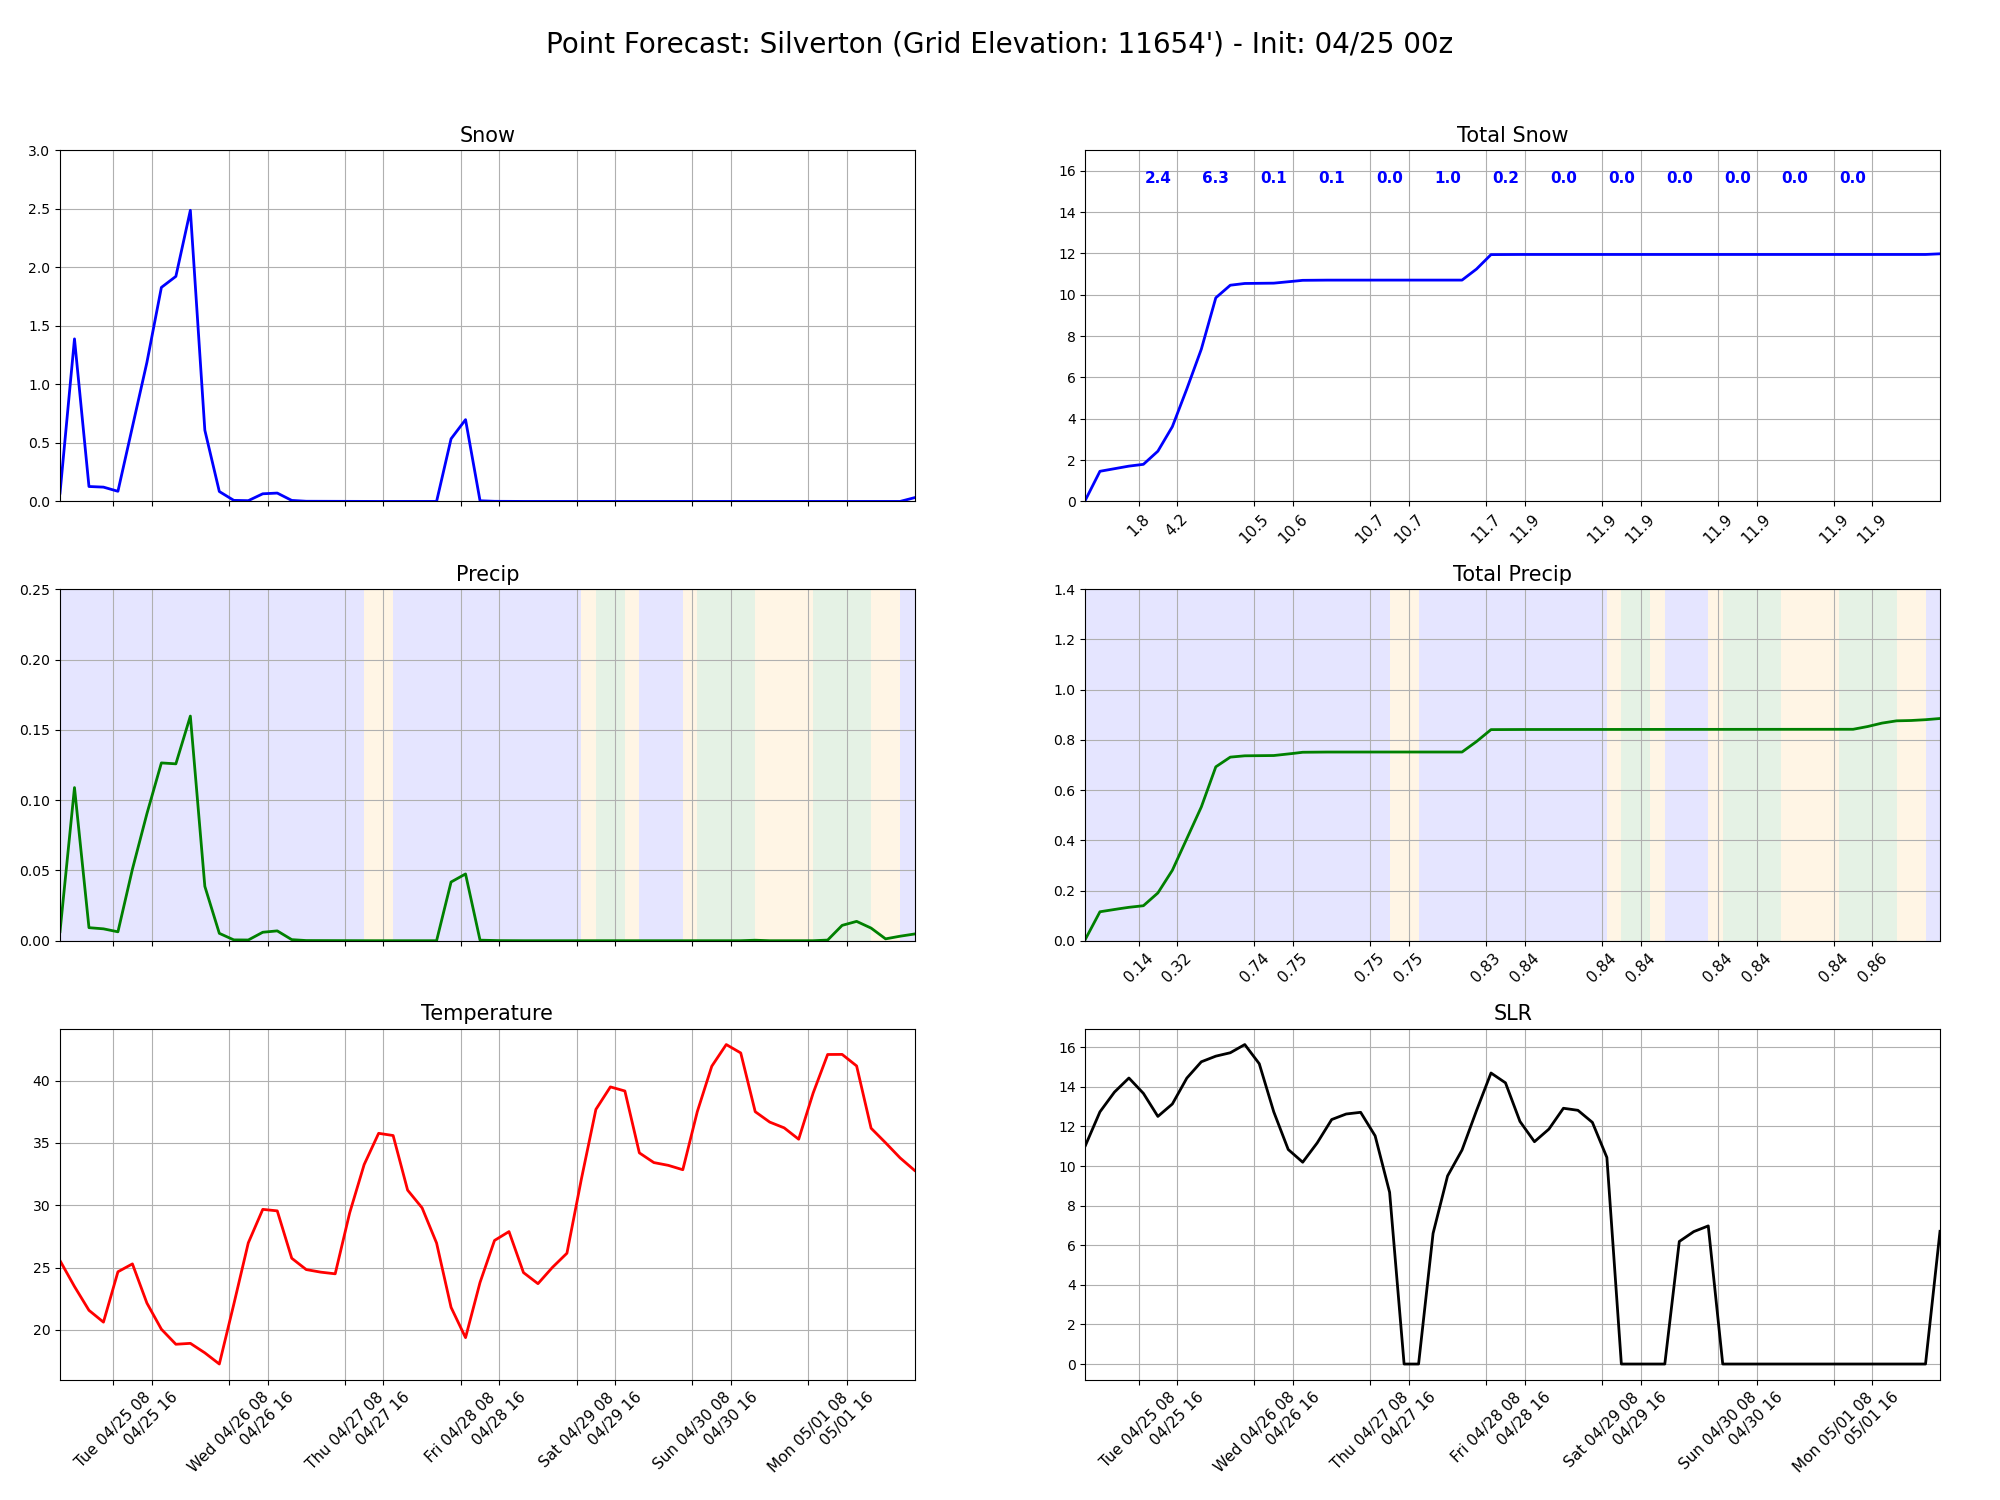 Point Forecast: Silverton (Grid Elevation: 11654') - Init: 04/25 00z
Snow
3.0
2.5
2.0
1.5
1.0
0.5
0.0
Total Snow
2.4 6.3 0.1 0.1 0.0 1.0 0.2 0.0 0.0 0.0 0.0 0.0 0.0
16
14
12
10
8
6
4
2
0
1.8 4.2 10.5 10.6 10.7 10.7 11.7 11.9 11.9 11.9 11.9 11.9 11.9 11.9
Precip
0.25
0.20
0.15
0.10
0.05
0.00
Total Precip
1.4
1.2
1.0
0.8
0.6
0.4
0.2
0.0
0.14 0.32 0.74 0.75 0.75 0.75 0.83 0.84 0.84 0.84 0.84 0.84 0.84 0.86
Temperature
40
35
30
25
20
Tue 04/25 08
04/25 16
Wed 04/26 08
04/26 16
Thu 04/27 08
04/27 16
Fri 04/28 08
04/28 16
Sat 04/29 08
04/29 16
Sun 04/30 08
04/30 16
Mon 05/01 08
05/01 16
SLR
16
14
12
10
8
6
4
2
0
Tue 04/25 08
04/25 16
Wed 04/26 08
04/26 16
Thu 04/27 08
04/27 16
Fri 04/28 08
04/28 16
Sat 04/29 08
04/29 16
Sun 04/30 08
04/30 16
Mon 05/01 08
05/01 16